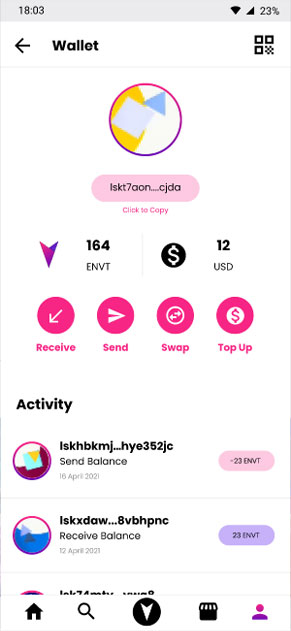 18:03
23%
Wallet
lskt7aon....cjda
Click to Copy
164
ENVT
12
USD
Receive
Send
Swap
Top Up
Activity
lskhbkmj...hye352jc
Send Balance
16 April 2021
-23 ENVT
lskxdaw...8vbhpnc
Receive Balance
12 April 2021
23 ENVT